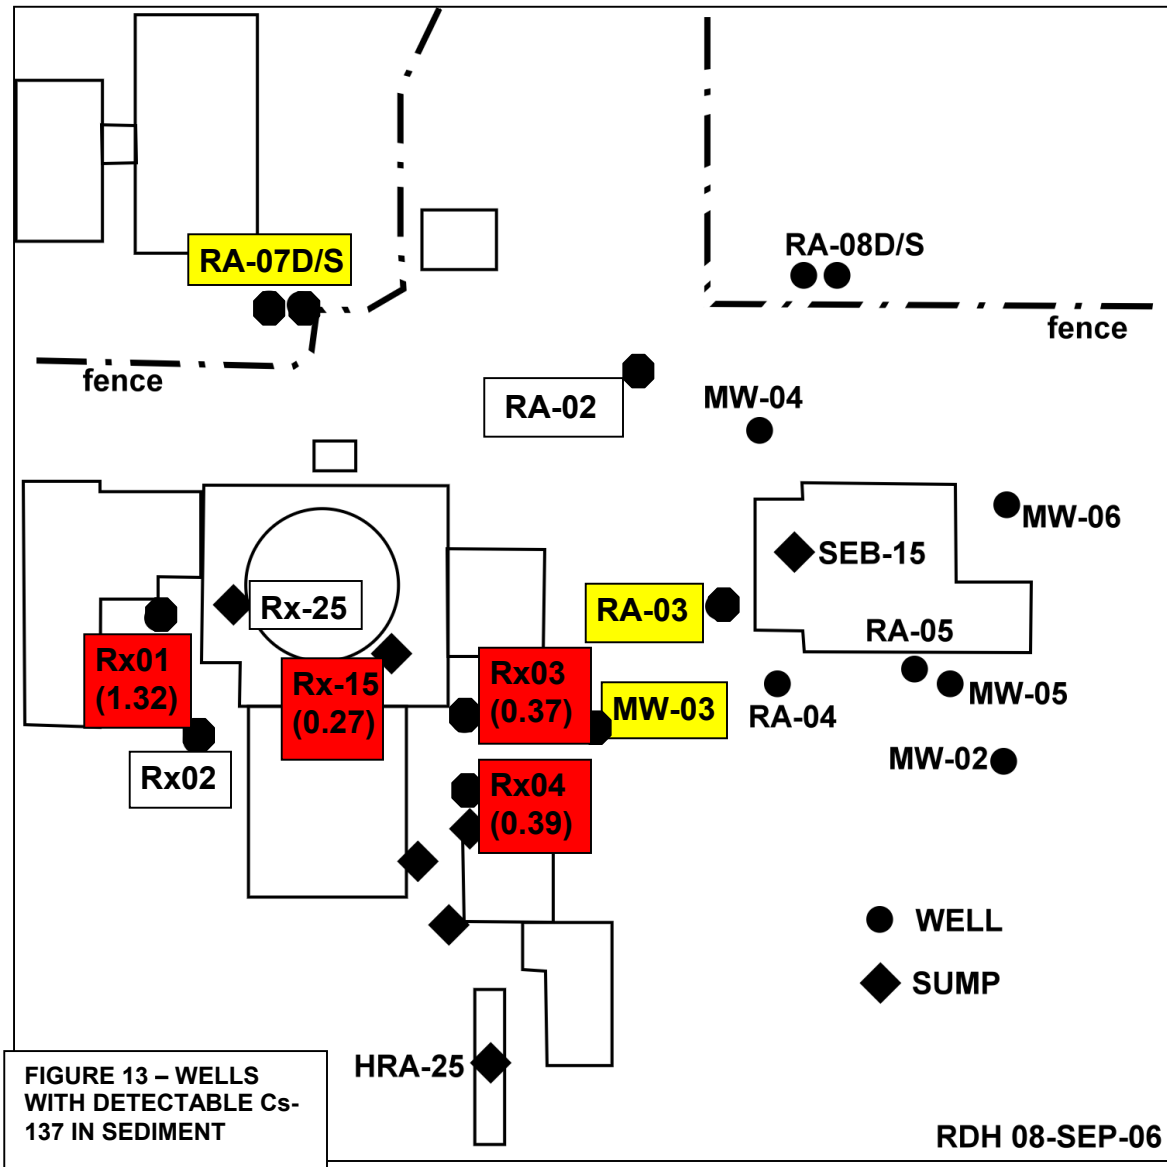 RA-07D/S
RA-08D/S
fence
fence
RA-02
MW-04
MW-06
SEB-15
Rx-25
RA-03
RA-05
Rx01
(1.32)
Rx-15
(0.27)
Rx03
(0.37)
MW-03
RA-04
MW-05
Rx02
MW-02
Rx04
(0.39)
WELL
SUMP
HRA-25
FIGURE 13 – WELLS
WITH DETECTABLE Cs-
137 IN SEDIMENT
RDH 08-SEP-06